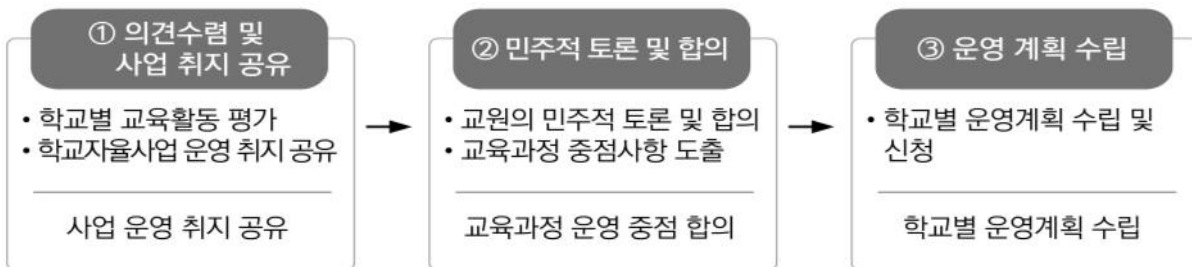 ① 의견수렴 및
사업 취지 공유
• 학교별 교육활동 평가
• 학교자율사업 운영 취지 공유
사업 운영 취지 공유
② 민주적 토론 및 합의
• 교원의 민주적 토론 및 합의
• 교육과정 중점사항 도출
교육과정 운영 중점 합의
③ 운영 계획 수립
• 학교별 운영계획 수립 및
신청
학교별 운영계획 수립